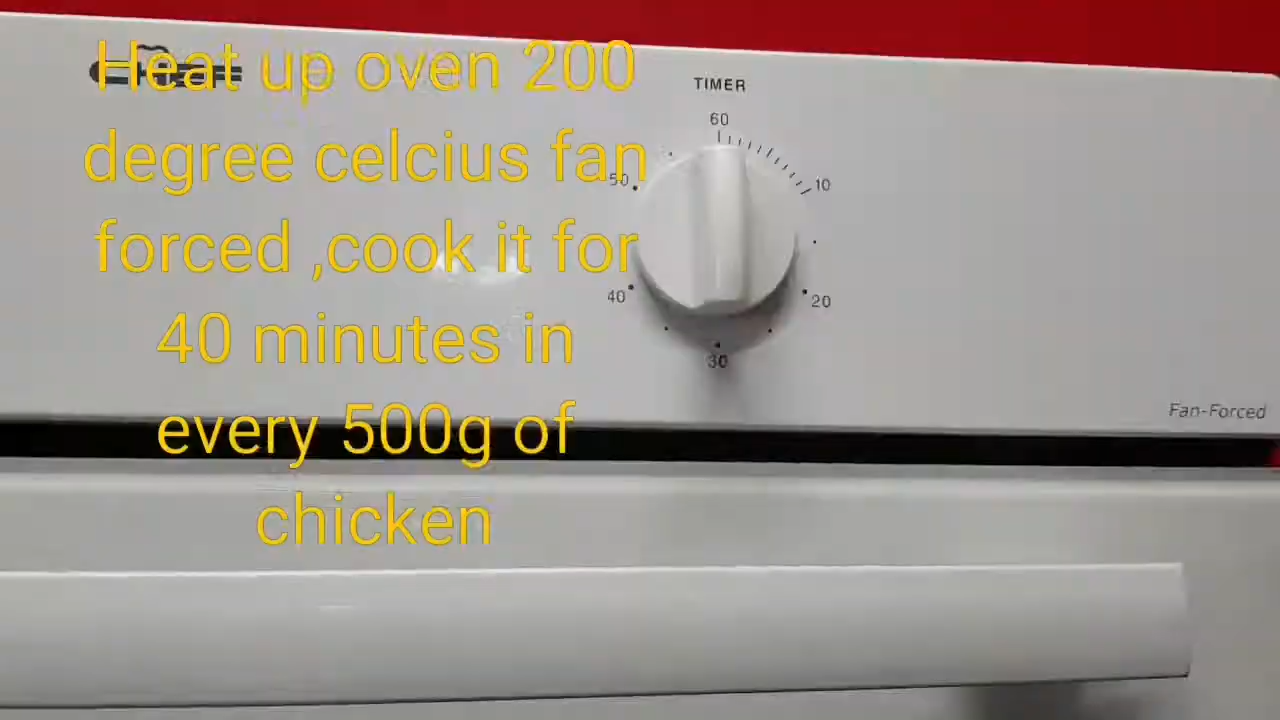 Heat up oven 200
degree celcius fan
forced ,cook it for
40 minutes in
every 500g of
chicken
TIMER
60
10
20
30
40
50
Fan-Forced